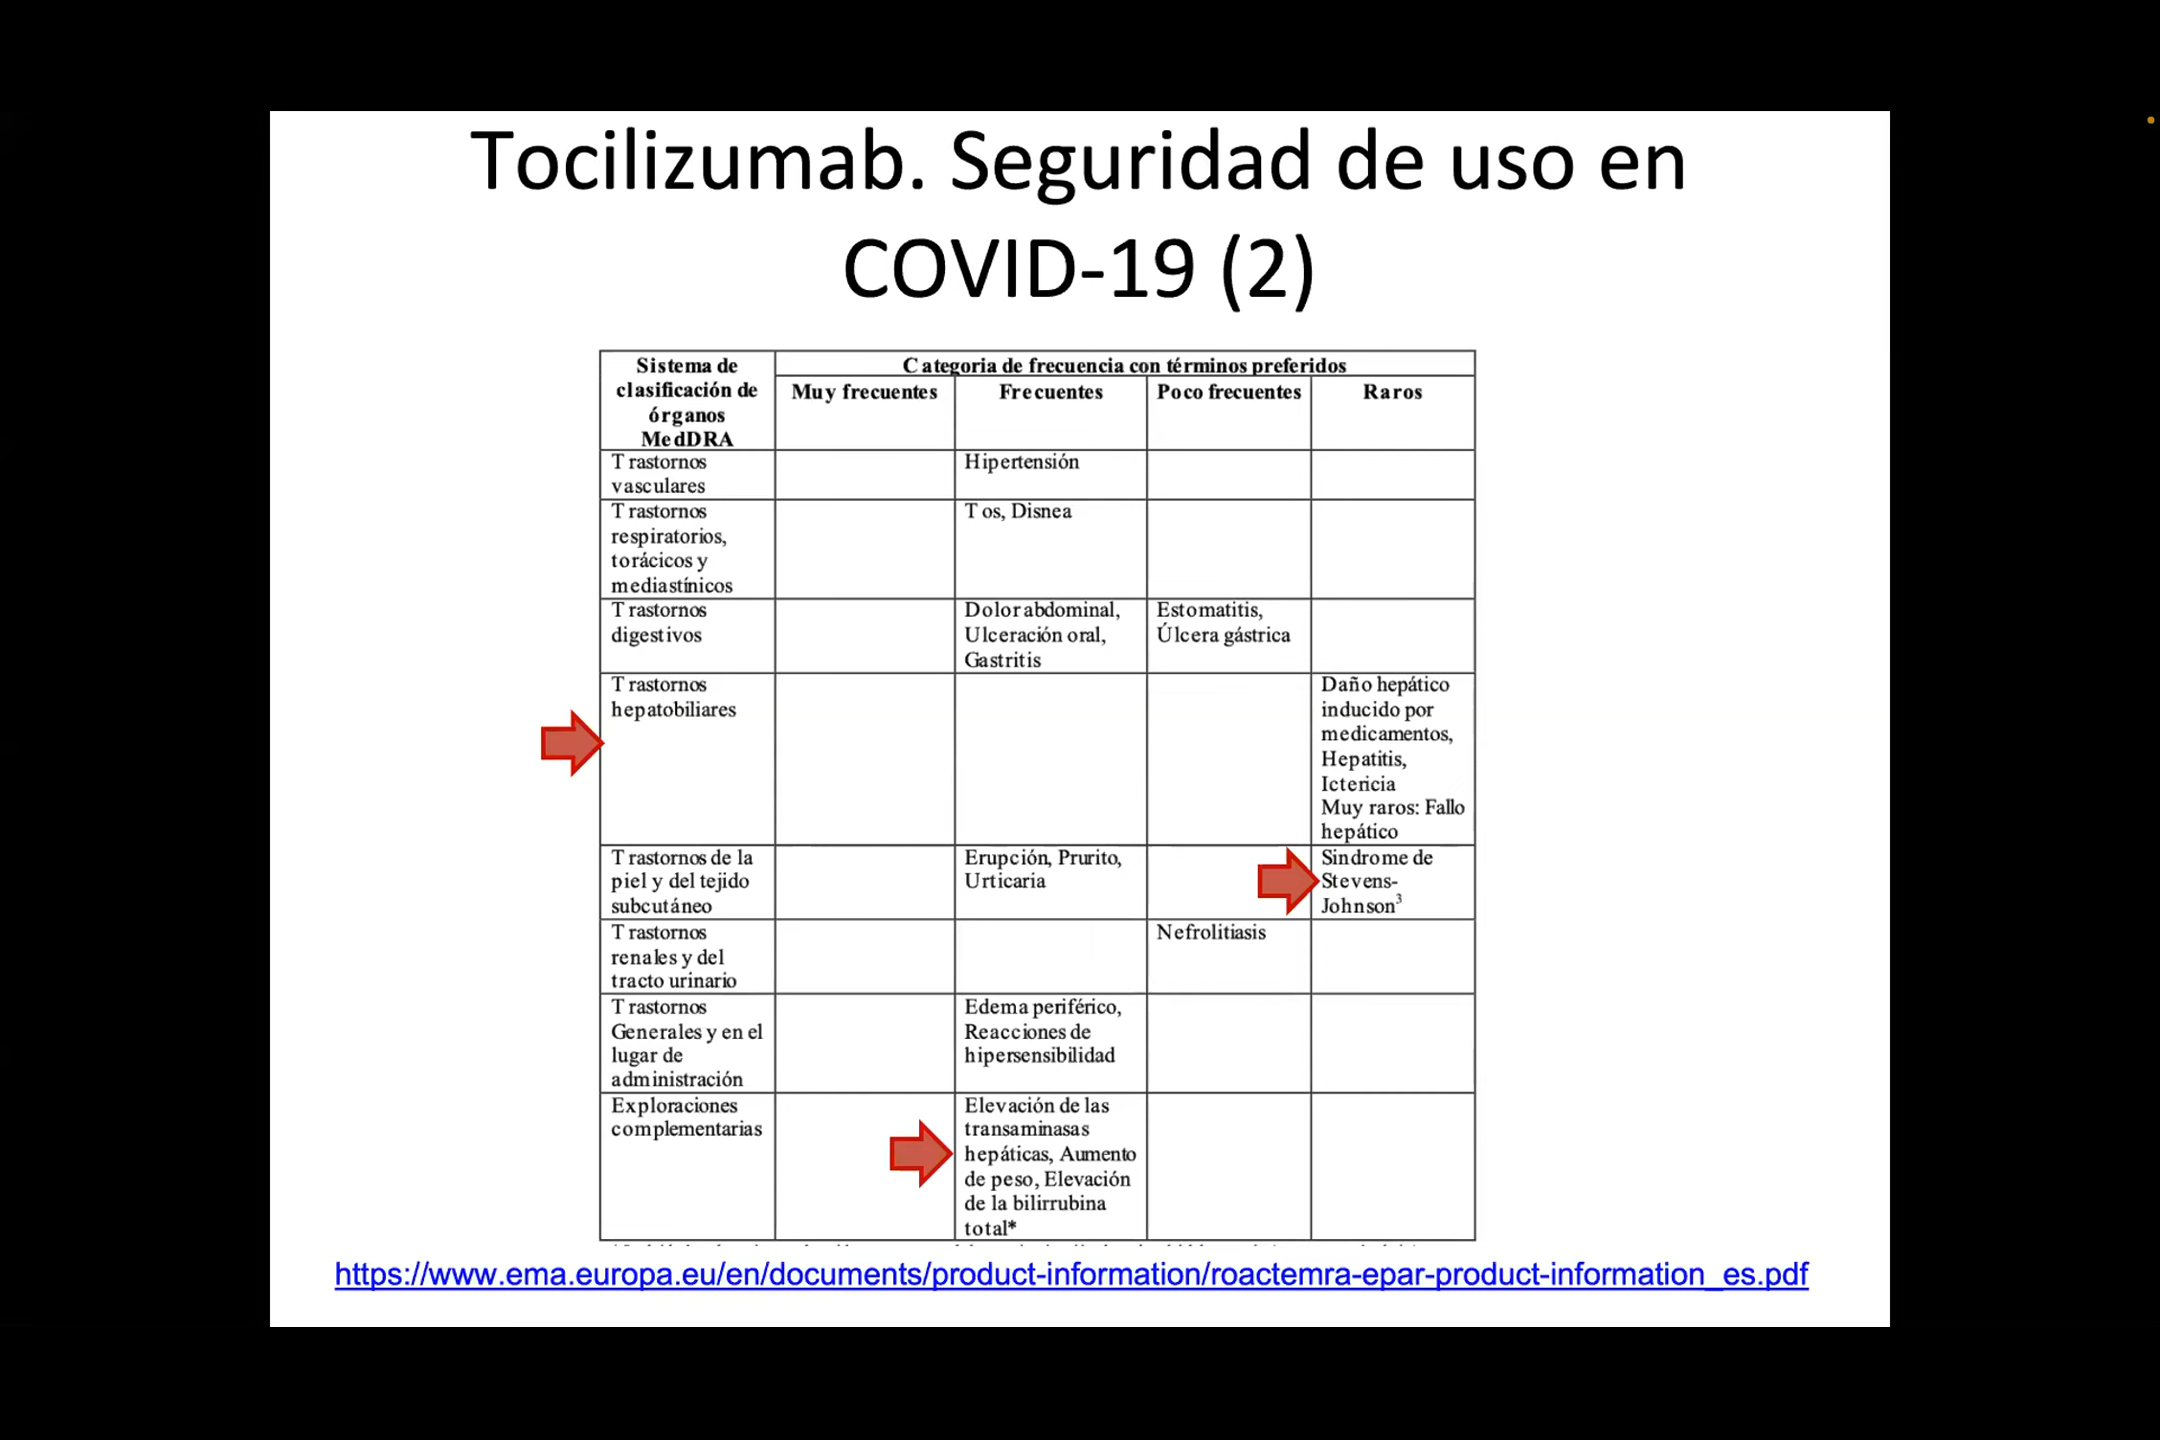 Tocilizumab. Seguridad de uso en
COVID-19 (2)
Sistema de
clasificación de
órganos
MedDRA
Categoria de frecuencia con términos preferidos
Muy frecuentes
Frecuentes
Poco frecuentes
Raros
Trastornos
vasculares
Hipertensión
Trastornos
respiratorios,
torácicos y
mediastínicos
Tos, Disnea
Trastornos
digestivos
Dolor abdominal,
Ulceración oral,
Gastritis
Estomatitis,
Úlcera gástrica
Trastornos
hepatobiliares
Daño hepático
inducido por
medicamentos,
Hepatitis,
Ictericia
Muy raros: Fallo
hepático
Trastornos de la
piel y del tejido
subcutáneo
Erupción, Prurito,
Urticaria
Sindrome de
Stevens-
Johnson³
Trastornos
renales y del
tracto urinario
Nefrolitiasis
Trastornos
Generales y en el
lugar de
administración
Edema periférico,
Reacciones de
hipersensibilidad
Exploraciones
complementarias
Elevación de las
transaminasas
hepáticas, Aumento
de peso, Elevación
de la bilirrubina
total*
https://www.ema.europa.eu/en/documents/product-information/roactemra-epar-product-information_es.pdf